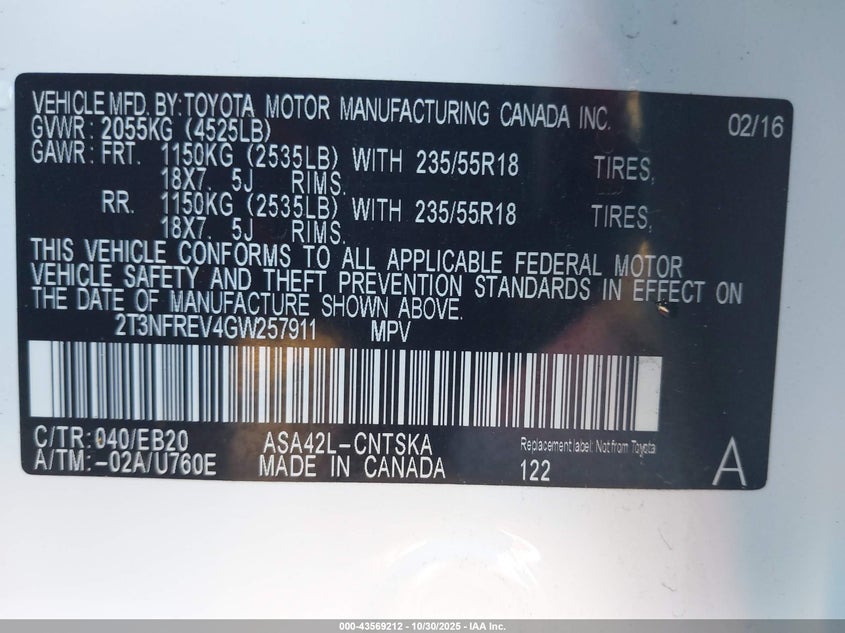 VEHICLE MFD. BY:TOYOTA MOTOR MANUFACTURING CANADA INC. 02/16
GVWR: 2055KG (4525LB)
GAWR: FRT. 1150KG (2535LB) WITH 235/55R18 TIRES,
18X7. 5J RIMS.
RR. 1150KG (2535LB) WITH 235/55R18 TIRES,
18X7. 5J RIMS.
THIS VEHICLE CONFORMS TO ALL APPLICABLE FEDERAL MOTOR
VEHICLE SAFETY AND THEFT PREVENTION STANDARDS IN EFFECT ON
THE DATE OF MANUFACTURE SHOWN ABOVE.
2T3NFREV4GW257911 MPV
C/TR: 040/EB20 ASA42L-CNTSKA Replacement label: Not from Toyota
A/TM: -02A/U760E MADE IN CANADA 122 A
000-43569212 - 10/30/2025 - IAA Inc.